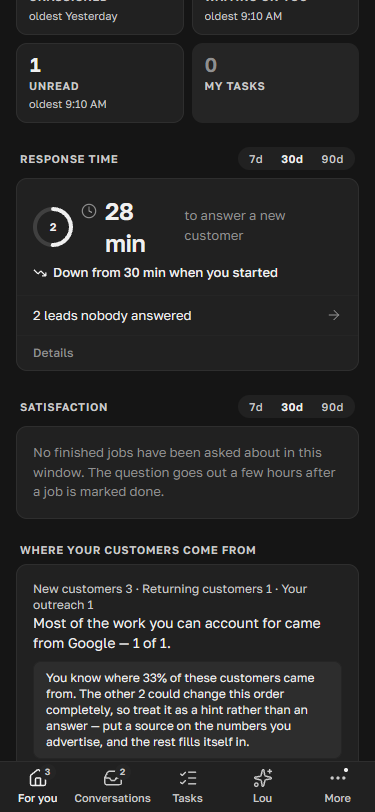 oldest Yesterday
oldest 9:10 AM
1
UNREAD
oldest 9:10 AM
0
MY TASKS
RESPONSE TIME
7d 30d 90d
2
28 min
to answer a new customer
Down from 30 min when you started
2 leads nobody answered
Details
SATISFACTION
7d 30d 90d
No finished jobs have been asked about in this
window. The question goes out a few hours after
a job is marked done.
WHERE YOUR CUSTOMERS COME FROM
New customers 3 · Returning customers 1 · Your
outreach 1
Most of the work you can account for came
from Google — 1 of 1.
You know where 33% of these customers came
from. The other 2 could change this order
completely, so treat it as a hint rather than an
answer — put a source on the numbers you
advertise, and the rest fills itself in.
3
2
For you
Conversations
Tasks
Lou
More